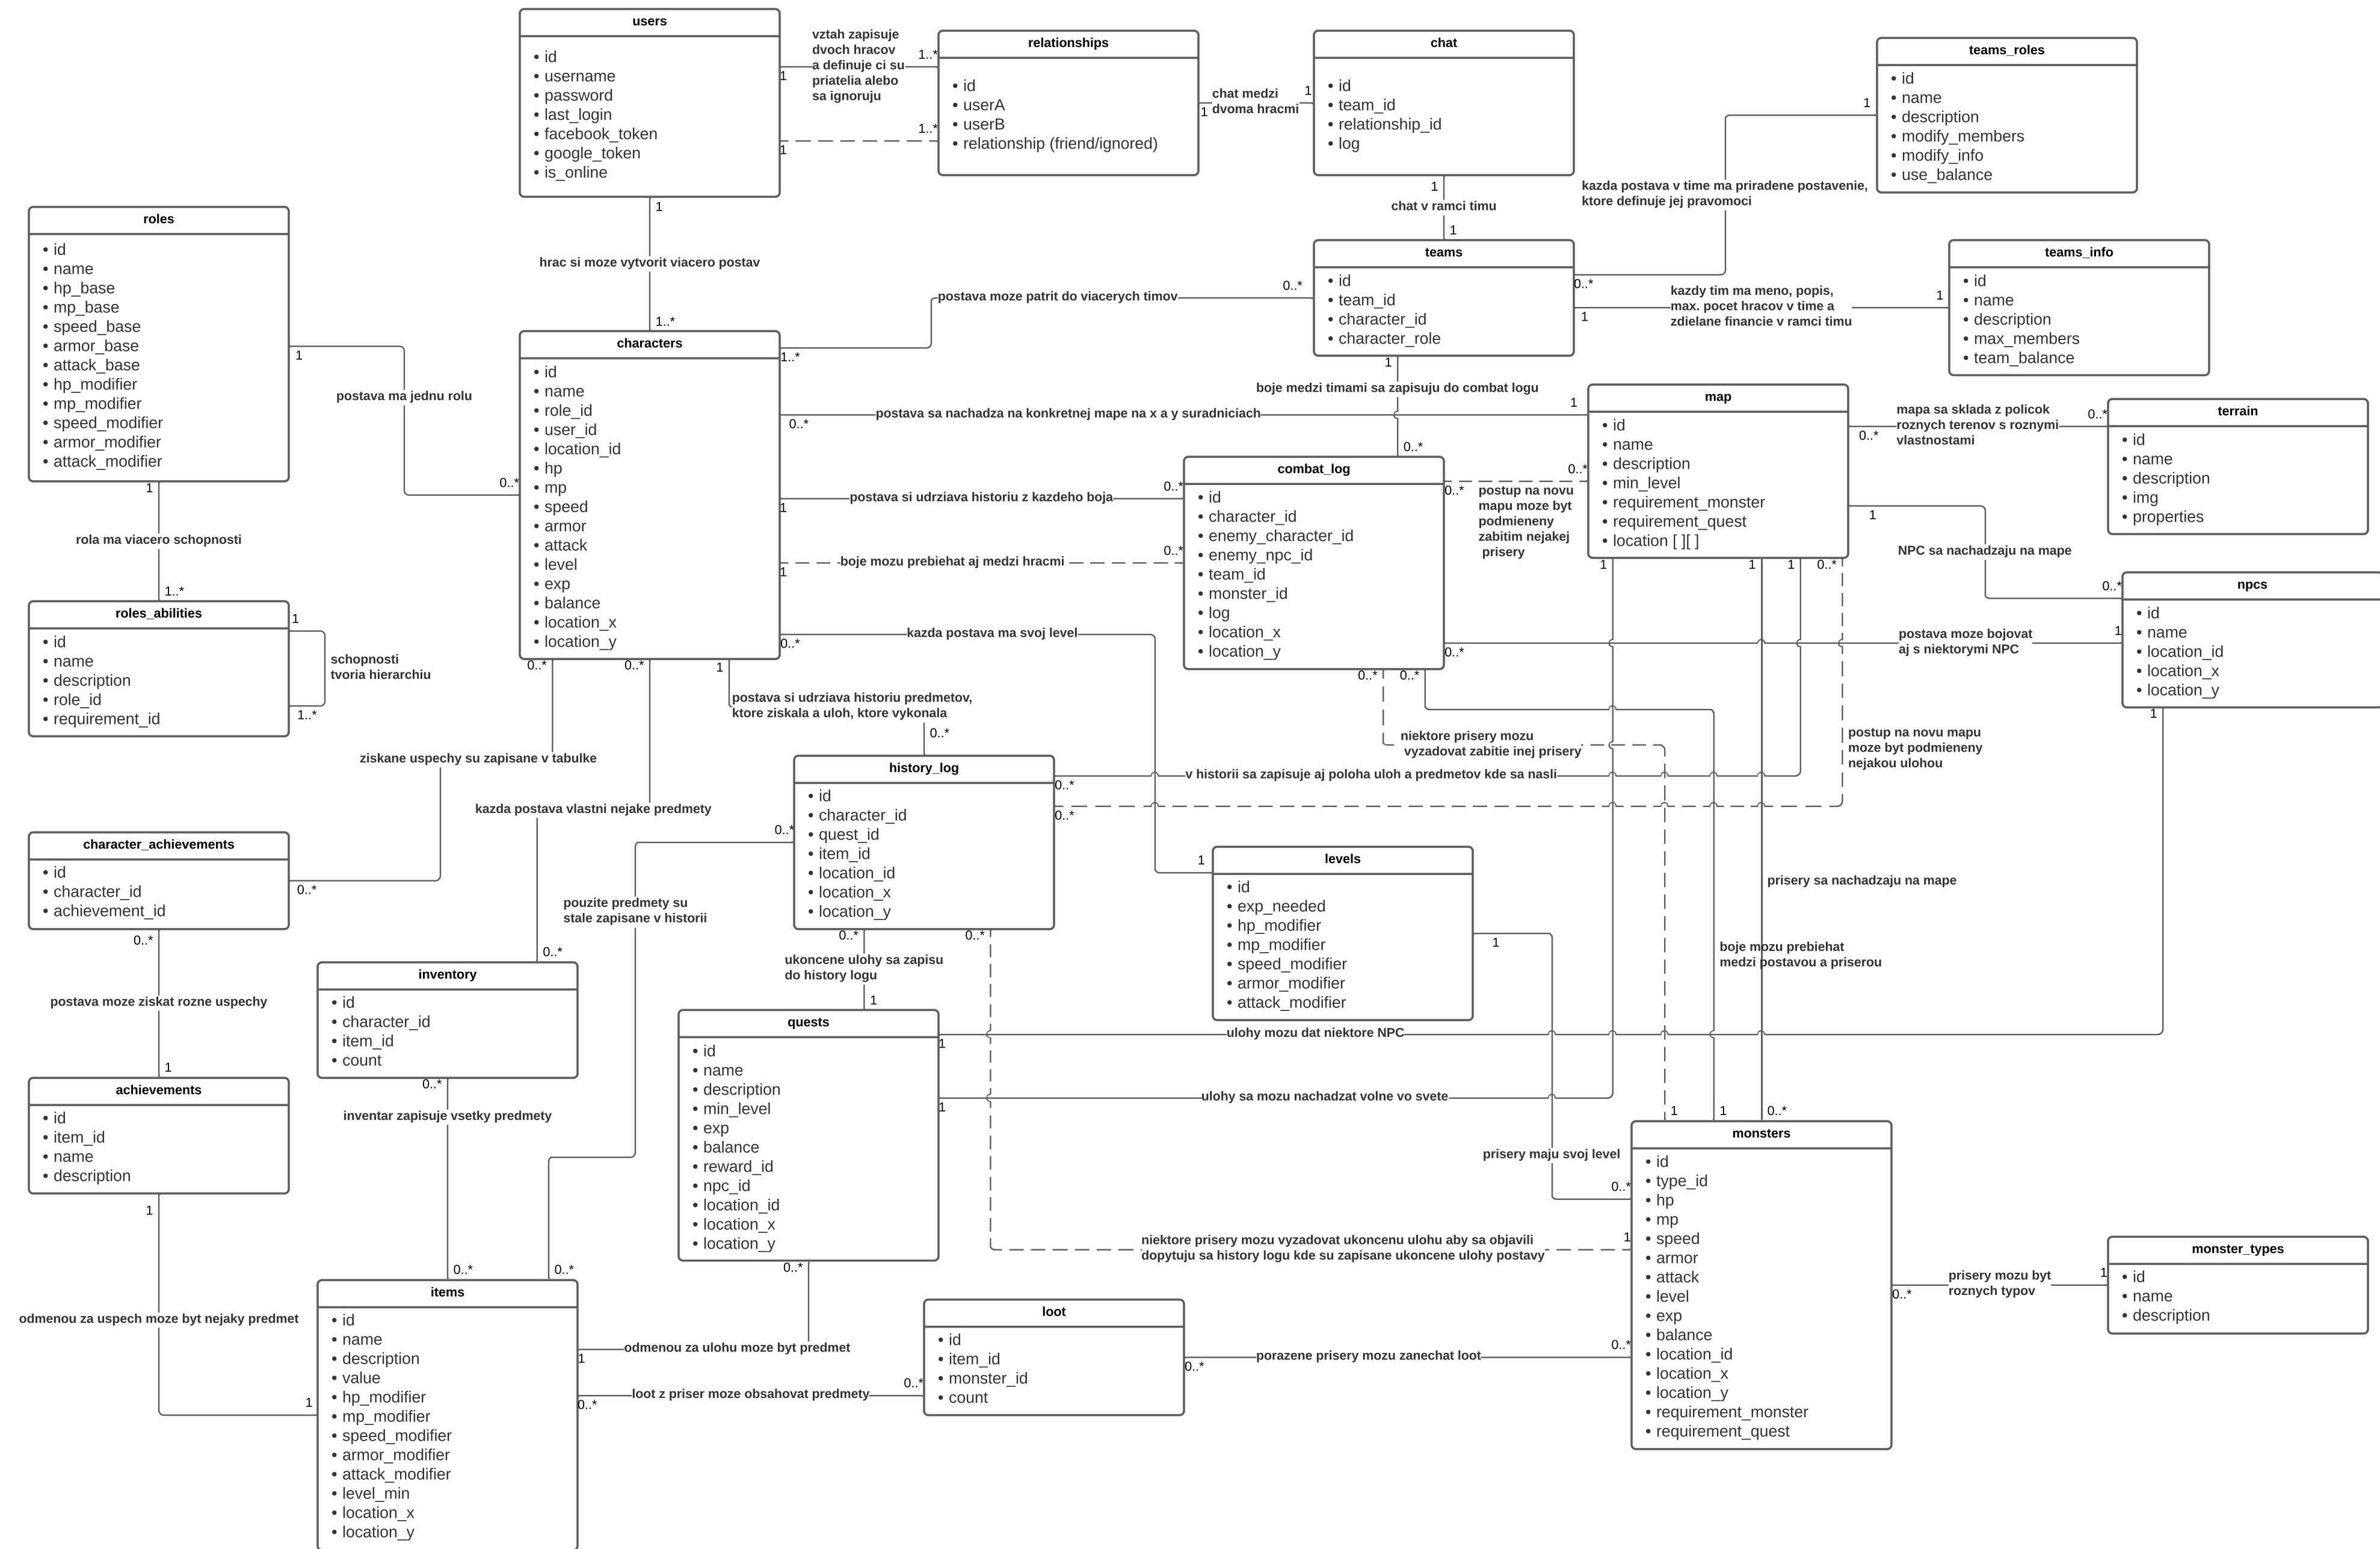 users
• id
• username
• password
• last_login
• facebook_token
• google_token
• is_online
1
vztah zapisuje
dvoch hracov
a definuje ci su
priatelia alebo
sa ignoruju
1..*
1
1..*
relationships
• id
• userA
• userB
• relationship (friend/ignored)
1
chat medzi
dvoma hracmi
1
chat
• id
• team_id
• relationship_id
• log
1
chat v ramci timu
1
teams_roles
• id
• name
• description
• modify_members
• modify_info
• use_balance
1
kazda postava v time ma priradene postavenie,
ktore definuje jej pravomoci
0..*
roles
• id
• name
• hp_base
• mp_base
• speed_base
• armor_base
• attack_base
• hp_modifier
• mp_modifier
• speed_modifier
• armor_modifier
• attack_modifier
1
postava ma jednu rolu
0..*
1
hrac si moze vytvorit viacero postav
1..*
teams
• id
• team_id
• character_id
• character_role
teams_info
• id
• name
• description
• max_members
• team_balance
1
kazdy tim ma meno, popis,
max. pocet hracov v time a
zdielane financie v ramci timu
1
characters
• id
• name
• role_id
• user_id
• location_id
• hp
• mp
• speed
• armor
• attack
• level
• exp
• balance
• location_x
• location_y
1..*
postava moze patrit do viacerych timov
0..*
1
boje medzi timami sa zapisuju do combat logu
0..*
0..*
postava sa nachadza na konkretnej mape na x a y suradniciach
1
map
• id
• name
• description
• min_level
• requirement_monster
• requirement_quest
• location [ ][ ]
0..*
mapa sa sklada z policok
roznych terenov s roznymi
vlastnostami
0..*
terrain
• id
• name
• description
• img
• properties
combat_log
• id
• character_id
• enemy_character_id
• enemy_npc_id
• team_id
• monster_id
• log
• location_x
• location_y
1
postava si udrziava historiu z kazdeho boja
0..*
1
boje mozu prebiehat aj medzi hracmi
0..*
0..*
postup na novu
mapu moze byt
podmieneny
zabitim nejakej
prisery
0..*
1
NPC sa nachadzaju na mape
0..*
npcs
• id
• name
• location_id
• location_x
• location_y
0..*
postava moze bojovat
aj s niektorymi NPC
1
1
rola ma viacero schopnosti
1..*
roles_abilities
• id
• name
• description
• role_id
• requirement_id
1
schopnosti
tvoria hierarchiu
1..*
0..*
kazda postava ma svoj level
1
0..*
ziskane uspechy su zapisane v tabulke
0..*
0..*
kazda postava vlastni nejake predmety
0..*
1
postava si udrziava historiu predmetov,
ktore ziskala a uloh, ktore vykonala
0..*
0..*
niektore prisery mozu
vyzadovat zabitie inej prisery
1
0..*
boje mozu prebiehat
medzi postavou a priserou
1
1
prisery sa nachadzaju na mape
0..*
history_log
• id
• character_id
• quest_id
• item_id
• location_id
• location_x
• location_y
0..*
v historii sa zapisuje aj poloha uloh a predmetov kde sa nasli
1
0..*
postup na novu mapu
moze byt podmieneny
nejakou ulohou
0..*
character_achievements
• id
• character_id
• achievement_id
0..*
postava moze ziskat rozne uspechy
1
0..*
pouzite predmety su
stale zapisane v historii
0..*
levels
• id
• exp_needed
• hp_modifier
• mp_modifier
• speed_modifier
• armor_modifier
• attack_modifier
1
prisery maju svoj level
0..*
inventory
• id
• character_id
• item_id
• count
0..*
inventar zapisuje vsetky predmety
0..*
0..*
ukoncene ulohy sa zapisu
do history logu
1
quests
• id
• name
• description
• min_level
• exp
• balance
• reward_id
• npc_id
• location_id
• location_x
• location_y
1
ulohy mozu dat niektore NPC
1
1
ulohy sa mozu nachadzat volne vo svete
1
achievements
• id
• item_id
• name
• description
1
odmenou za uspech moze byt nejaky predmet
1
0..*
niektore prisery mozu vyzadovat ukoncenu ulohu aby sa objavili
dopytuju sa history logu kde su zapisane ukoncene ulohy postavy
1
monsters
• id
• type_id
• hp
• mp
• speed
• armor
• attack
• level
• exp
• balance
• location_id
• location_x
• location_y
• requirement_monster
• requirement_quest
0..*
prisery mozu byt
roznych typov
1
monster_types
• id
• name
• description
items
• id
• name
• description
• value
• hp_modifier
• mp_modifier
• speed_modifier
• armor_modifier
• attack_modifier
• level_min
• location_x
• location_y
0..*
odmenou za ulohu moze byt predmet
1
0..*
loot z priser moze obsahovat predmety
0..*
loot
• id
• item_id
• monster_id
• count
0..*
porazene prisery mozu zanechat loot
0..*